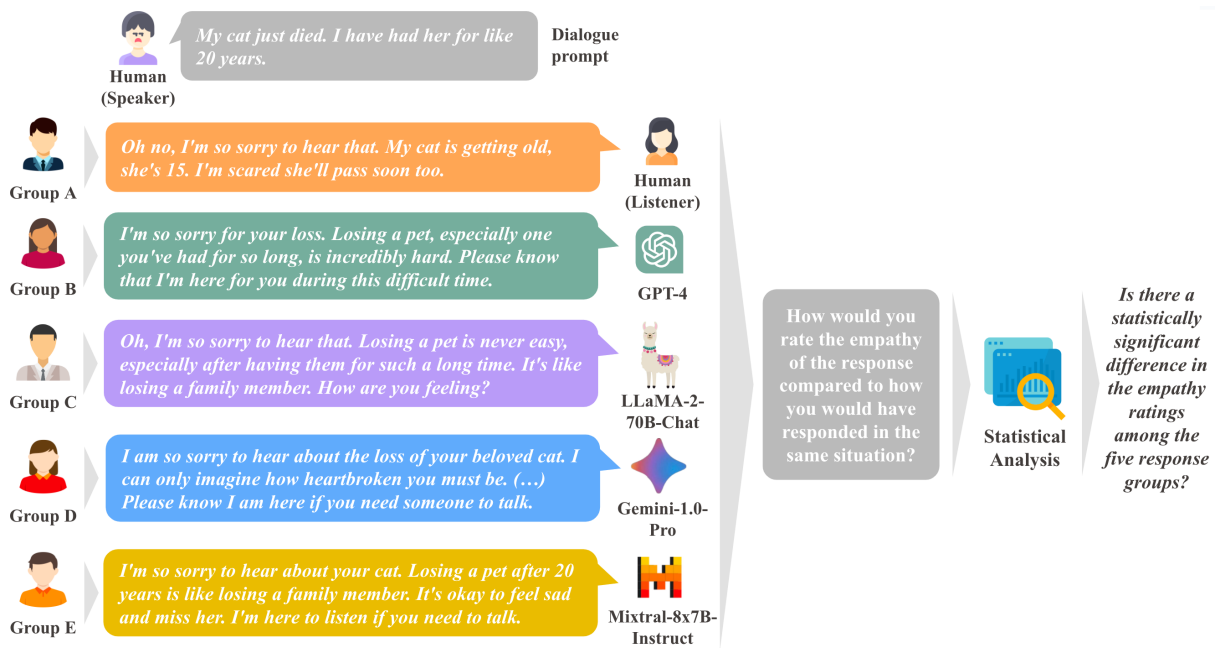 My cat just died. I have had her for like
20 years.
Dialogue
prompt
Human
(Speaker)
Group A
Oh no, I'm so sorry to hear that. My cat is getting old,
she's 15. I'm scared she'll pass soon too.
Human
(Listener)
Group B
I'm so sorry for your loss. Losing a pet, especially one
you've had for so long, is incredibly hard. Please know
that I'm here for you during this difficult time.
GPT-4
Group C
Oh, I'm so sorry to hear that. Losing a pet is never easy,
especially after having them for such a long time. It's like
losing a family member. How are you feeling?
LLaMA-2-
70B-Chat
Group D
I am so sorry to hear about the loss of your beloved cat. I
can only imagine how heartbroken you must be. (…)
Please know I am here if you need someone to talk.
Gemini-1.0-
Pro
Group E
I'm so sorry to hear about your cat. Losing a pet after 20
years is like losing a family member. It's okay to feel sad
and miss her. I'm here to listen if you need to talk.
Mixtral-8x7B-
Instruct
How would you
rate the empathy
of the response
compared to how
you would have
responded in the
same situation?
Statistical
Analysis
Is there a
statistically
significant
difference in
the empathy
ratings
among the
five response
groups?